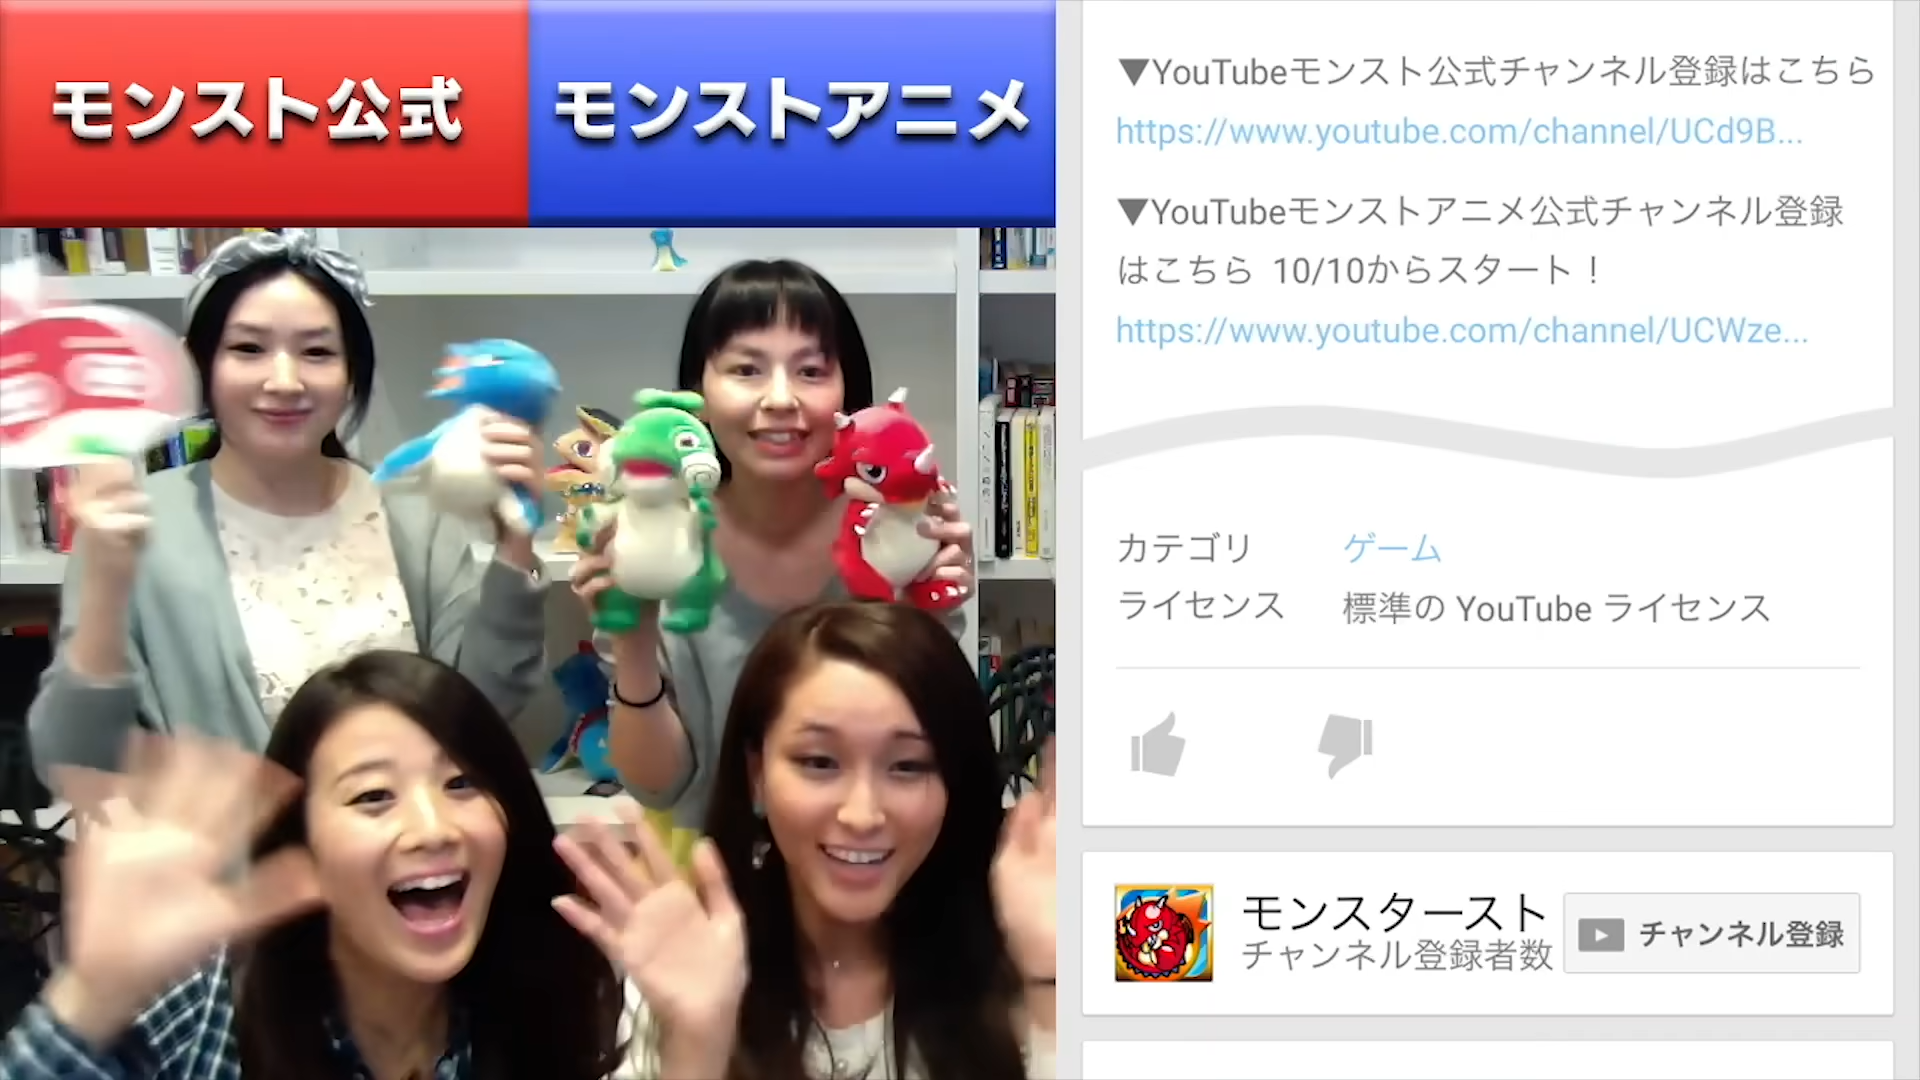 モンスト公式
モンストアニメ
▼YouTubeモンスト公式チャンネル登録はこちら
https://www.youtube.com/channel/UCd9B...
▼YouTubeモンストアニメ公式チャンネル登録
はこちら 10/10からスタート！
https://www.youtube.com/channel/UCWze...
カテゴリ ゲーム
ライセンス 標準の YouTube ライセンス
モンスタースト
チャンネル登録者数
チャンネル登録